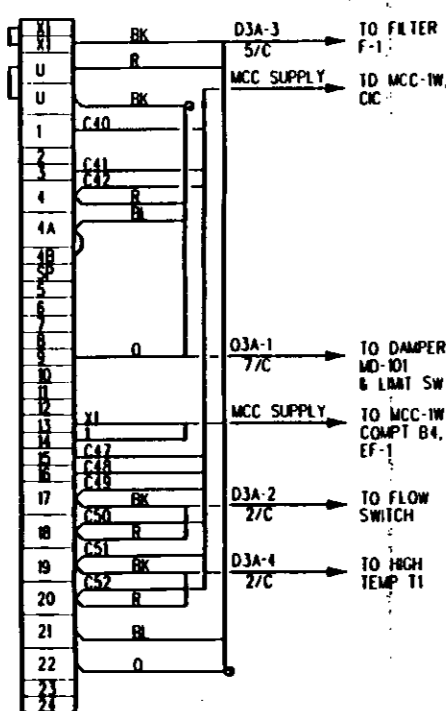 X1
X1
U
U
1
2
3
4
4A
4B
SP
5
6
7
8
9
10
11
12
13
14
15
16
17
18
19
20
21
22
23
24
BK
R
BK
C40
C41
C42
R
BL
O
X1
1
C47
C48
C49
BK
C50
R
C51
BK
C52
R
BL
O
D3A-3
5/C
TO FILTER
F-1
MCC SUPPLY
TO MCC-1W,
CIC
O3A-1
7/C
TO DAMPER
MD-101
& LIMIT SW
MCC SUPPLY
TO MCC-1W
COMPT B4,
EF-1
D3A-2
2/C
TO FLOW
SWITCH
D3A-4
2/C
TO HIGH
TEMP T1